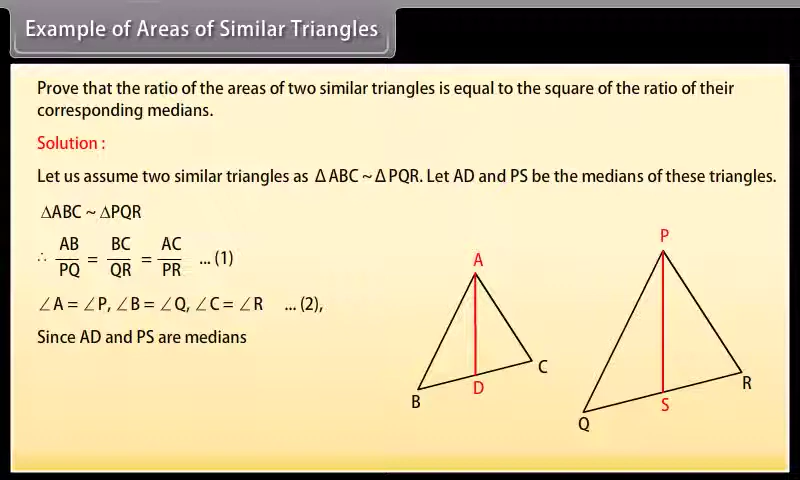 Example of Areas of Similar Triangles
Prove that the ratio of the areas of two similar triangles is equal to the square of the ratio of their
corresponding medians.
Solution :
Let us assume two similar triangles as Δ ABC ~ Δ PQR. Let AD and PS be the medians of these triangles.
ΔABC ~ ΔPQR
∴ AB/PQ = BC/QR = AC/PR ... (1)
∠A = ∠P, ∠B = ∠Q, ∠C = ∠R ... (2),
Since AD and PS are medians
A
B
D
C
P
Q
S
R